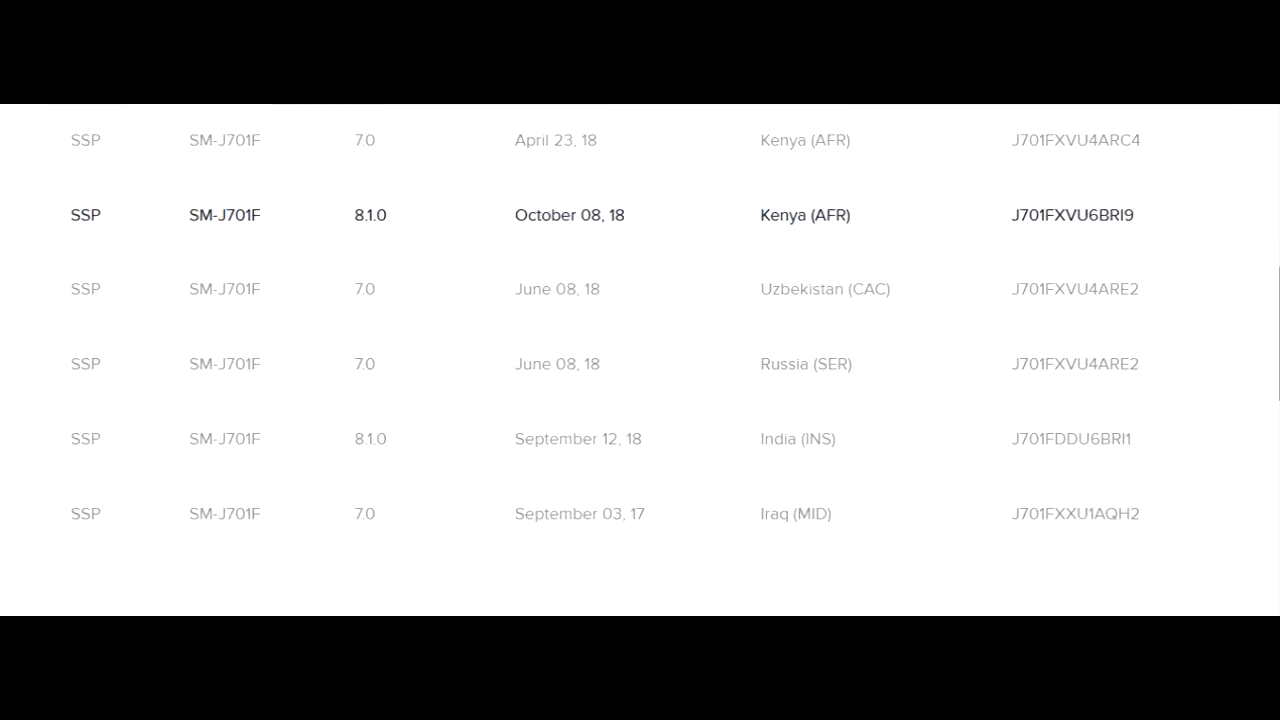 SSP SM-J701F 7.0 April 23, 18 Kenya (AFR) J701FXVU4ARC4
SSP SM-J701F 8.1.0 October 08, 18 Kenya (AFR) J701FXVU6BRI9
SSP SM-J701F 7.0 June 08, 18 Uzbekistan (CAC) J701FXVU4ARE2
SSP SM-J701F 7.0 June 08, 18 Russia (SER) J701FXVU4ARE2
SSP SM-J701F 8.1.0 September 12, 18 India (INS) J701FDDU6BRI1
SSP SM-J701F 7.0 September 03, 17 Iraq (MID) J701FXXU1AQH2